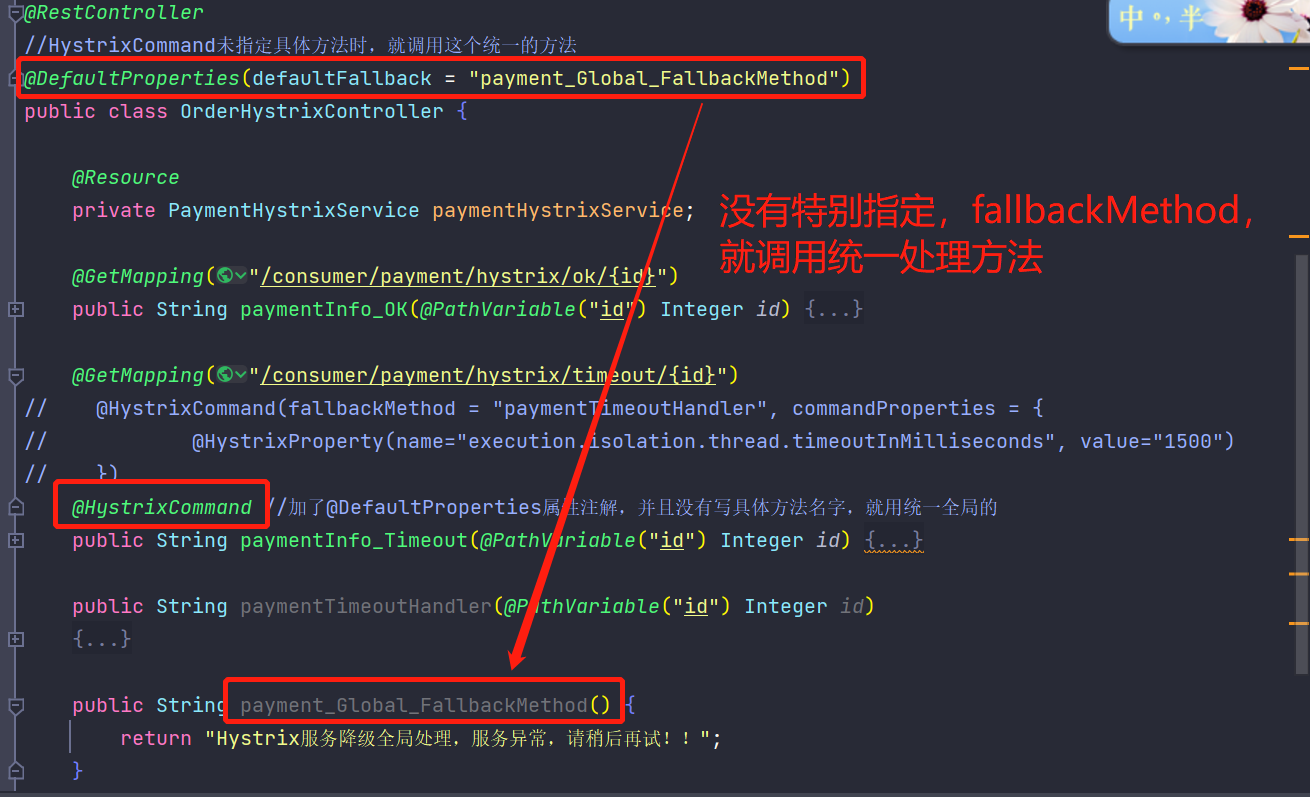 @RestController
中 °, 半
//HystrixCommand未指定具体方法时，就调用这个统一的方法
@DefaultProperties(defaultFallback = "payment_Global_FallbackMethod")
public class OrderHystrixController {
@Resource
private PaymentHystrixService paymentHystrixService;
没有特别指定，fallbackMethod，
就调用统一处理方法
@GetMapping("/consumer/payment/hystrix/ok/{id}")
public String paymentInfo_OK(@PathVariable("id") Integer id) {...}
@GetMapping("/consumer/payment/hystrix/timeout/{id}")
//    @HystrixCommand(fallbackMethod = "paymentTimeoutHandler", commandProperties = {
//            @HystrixProperty(name="execution.isolation.thread.timeoutInMilliseconds", value="1500")
//    })
@HystrixCommand //加了@DefaultProperties属性注解，并且没有写具体方法名字，就用统一全局的
public String paymentInfo_Timeout(@PathVariable("id") Integer id) {...}
public String paymentTimeoutHandler(@PathVariable("id") Integer id)
{...}
public String payment_Global_FallbackMethod() {
return "Hystrix服务降级全局处理，服务异常，请稍后再试！！";
}